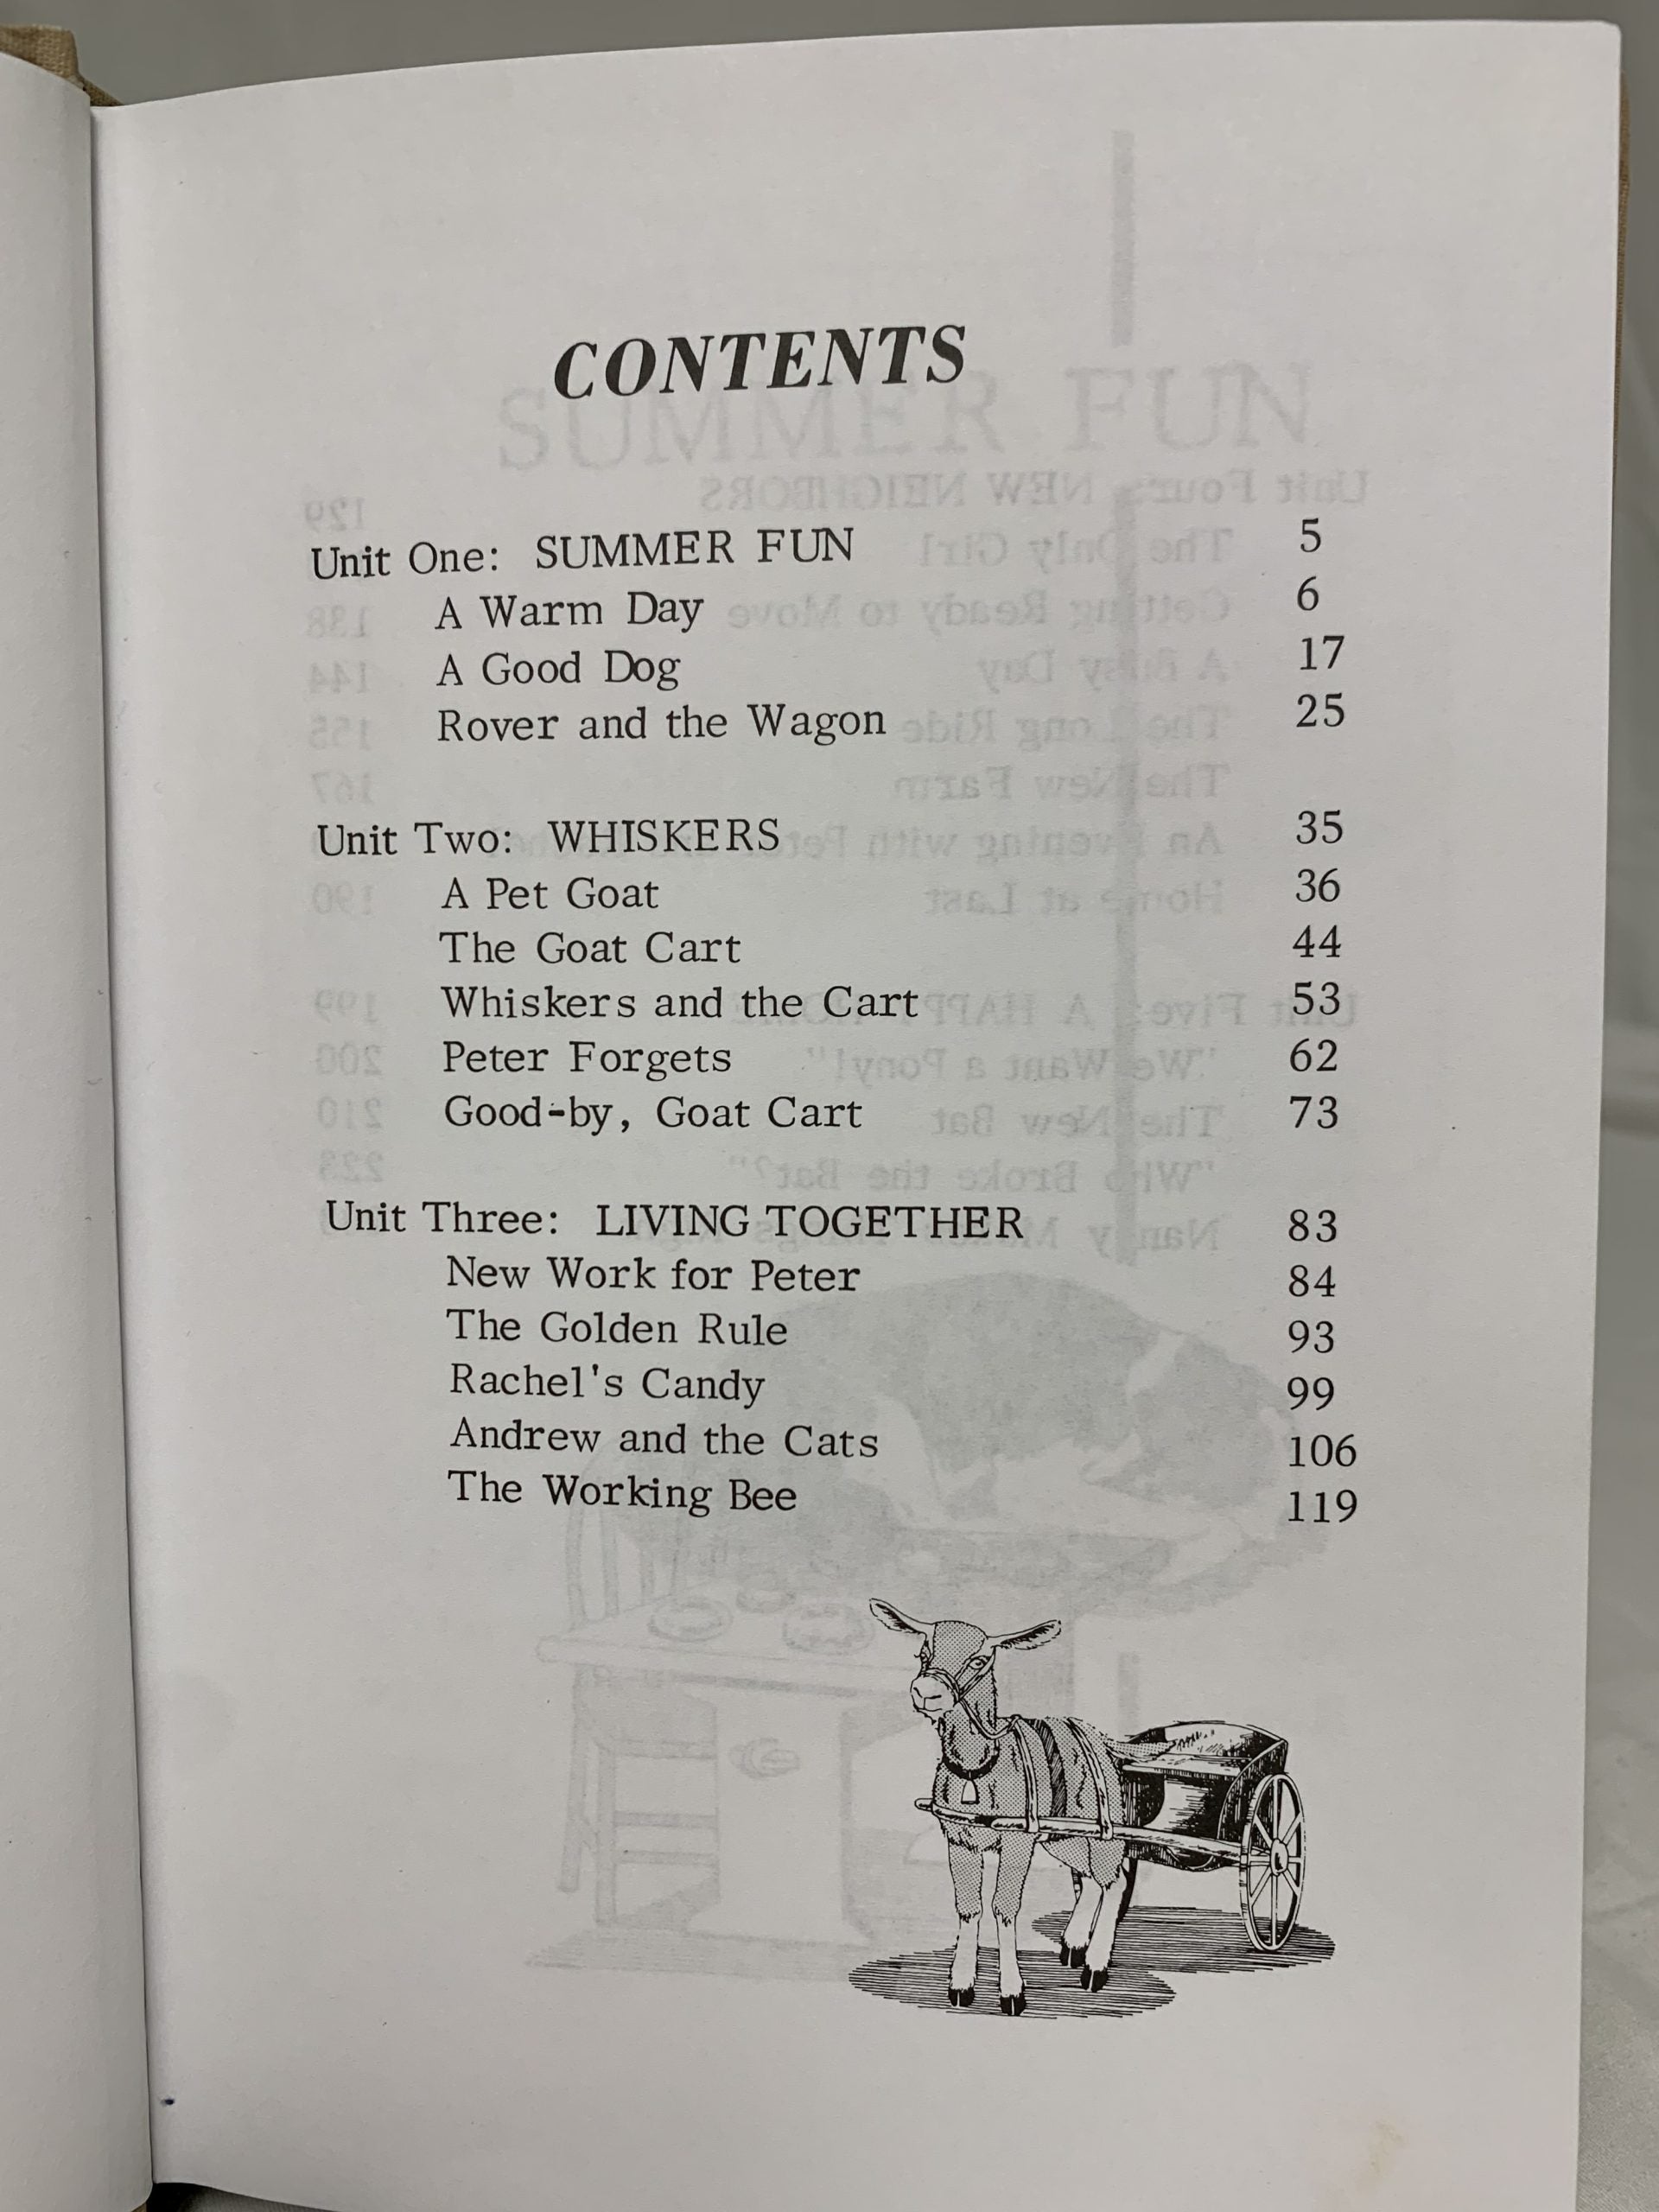 CONTENTS
Unit One: SUMMER FUN 5
A Warm Day 6
A Good Dog 17
Rover and the Wagon 25
Unit Two: WHISKERS 35
A Pet Goat 36
The Goat Cart 44
Whiskers and the Cart 53
Peter Forgets 62
Good-by, Goat Cart 73
Unit Three: LIVING TOGETHER 83
New Work for Peter 84
The Golden Rule 93
Rachel's Candy 99
Andrew and the Cats 106
The Working Bee 119